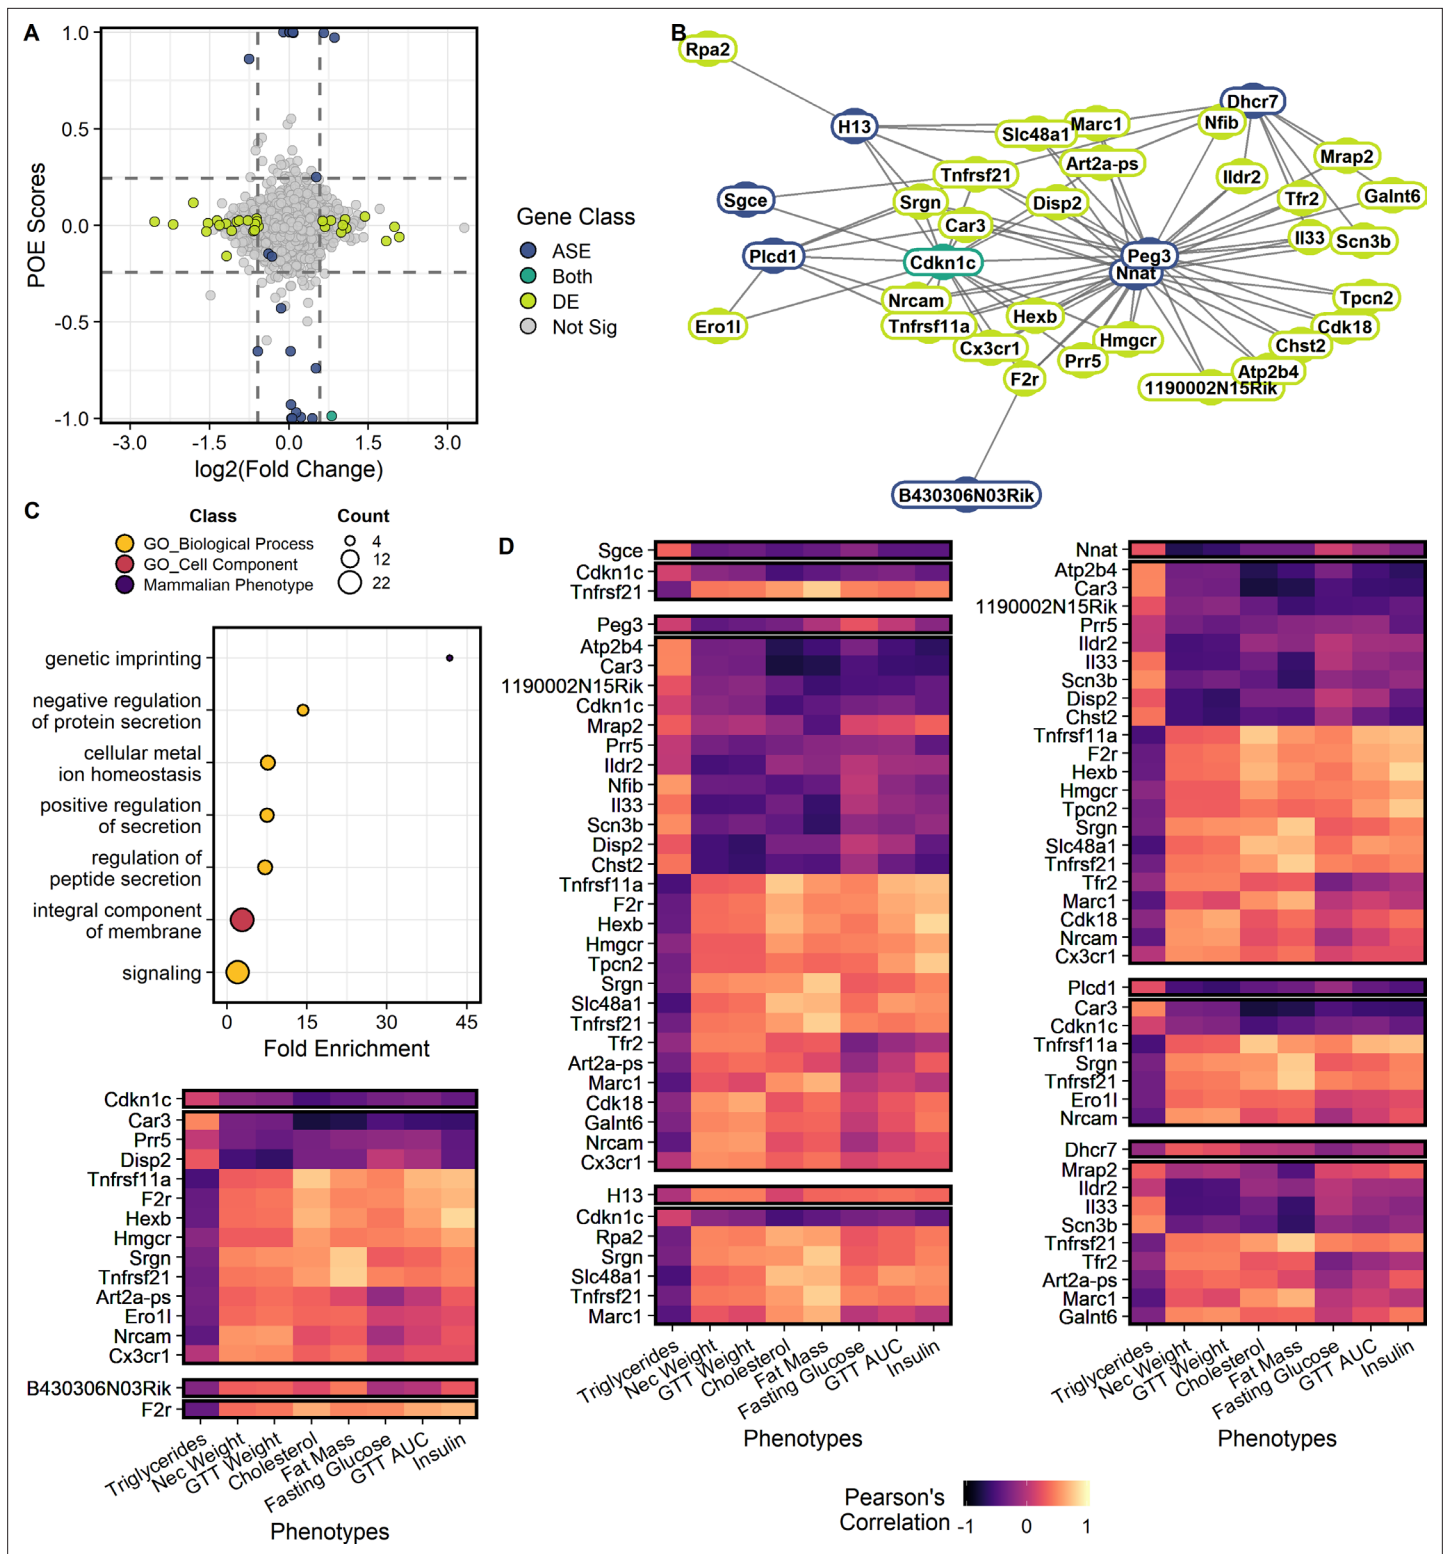 A
1.0
0.5
0.0
-0.5
-1.0
POE Scores
-3.0
-1.5
0.0
1.5
3.0
log2(Fold Change)
Gene Class
ASE
Both
DE
Not Sig
B
Rpa2
H13
Dhcr7
Nfib
Marc1
Slc48a1
Art2a-ps
Mrap2
Tnfrsf21
Ildr2
Galnt6
Sgce
Srgn
Disp2
Tfr2
Car3
Il33
Scn3b
Plcd1
Cdkn1c
Peg3
Nnat
Nrcam
Tpcn2
Ero1l
Tnfrsf11a
Hexb
Cdk18
Cx3cr1
Hmgcr
Chst2
Prr5
F2r
Atp2b4
1190002N15Rik
B430306N03Rik
C
Class
GO_Biological Process
GO_Cell Component
Mammalian Phenotype
Count
4
12
22
genetic imprinting
negative regulation
of protein secretion
cellular metal
ion homeostasis
positive regulation
of secretion
regulation of
peptide secretion
integral component
of membrane
signaling
0
15
30
45
Fold Enrichment
Cdkn1c
Car3
Prr5
Disp2
Tnfrsf11a
F2r
Hexb
Hmgcr
Srgn
Tnfrsf21
Art2a-ps
Ero1l
Nrcam
Cx3cr1
B430306N03Rik
F2r
Triglycerides
Nec Weight
GTT Weight
Cholesterol
Fat Mass
Fasting Glucose
GTT AUC
Insulin
Phenotypes
D
Sgce
Cdkn1c
Tnfrsf21
Peg3
Atp2b4
Car3
1190002N15Rik
Cdkn1c
Mrap2
Prr5
Ildr2
Nfib
Il33
Scn3b
Disp2
Chst2
Tnfrsf11a
F2r
Hexb
Hmgcr
Tpcn2
Srgn
Slc48a1
Tnfrsf21
Tfr2
Art2a-ps
Marc1
Cdk18
Galnt6
Nrcam
Cx3cr1
H13
Cdkn1c
Rpa2
Srgn
Slc48a1
Tnfrsf21
Marc1
Triglycerides
Nec Weight
GTT Weight
Cholesterol
Fat Mass
Fasting Glucose
GTT AUC
Insulin
Phenotypes
Nnat
Atp2b4
Car3
1190002N15Rik
Prr5
Ildr2
Il33
Scn3b
Disp2
Chst2
Tnfrsf11a
F2r
Hexb
Hmgcr
Tpcn2
Srgn
Slc48a1
Tnfrsf21
Tfr2
Marc1
Cdk18
Nrcam
Cx3cr1
Plcd1
Car3
Cdkn1c
Tnfrsf11a
Srgn
Tnfrsf21
Ero1l
Nrcam
Dhcr7
Mrap2
Ildr2
Il33
Scn3b
Tnfrsf21
Tfr2
Art2a-ps
Marc1
Galnt6
Triglycerides
Nec Weight
GTT Weight
Cholesterol
Fat Mass
Fasting Glucose
GTT AUC
Insulin
Phenotypes
Pearson's
Correlation
-1
0
1